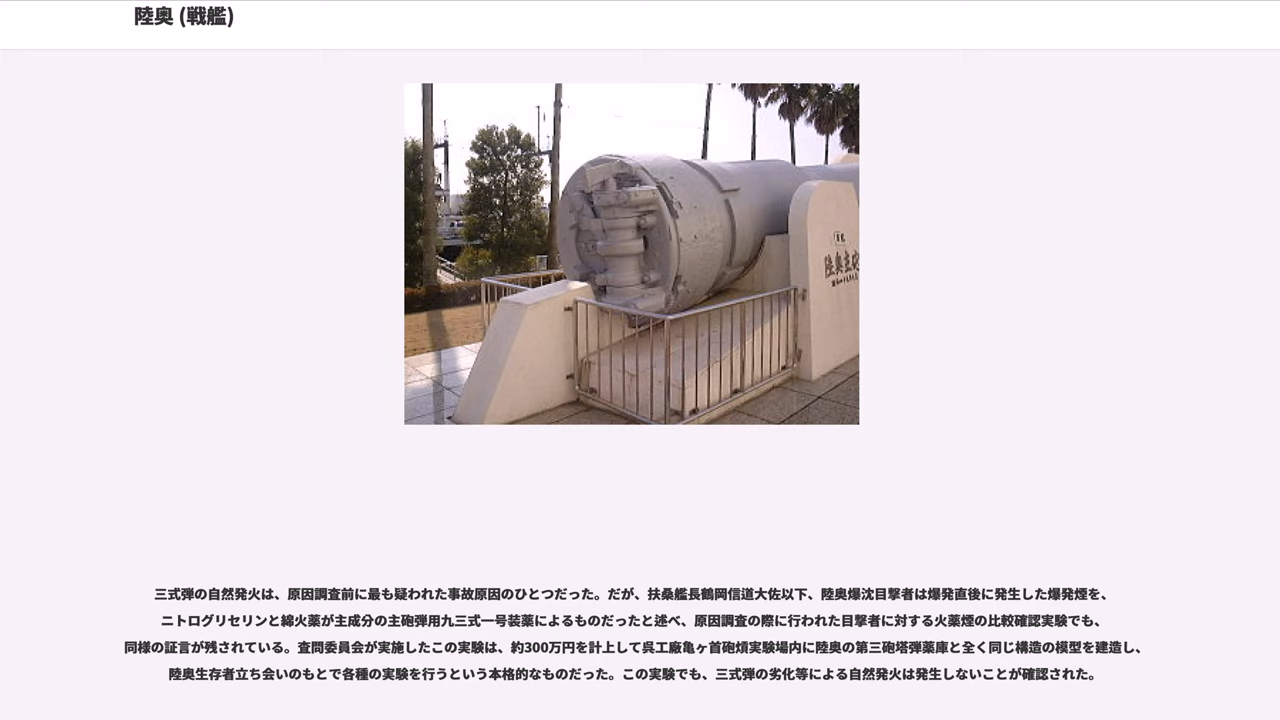 陸奥 (戦艦)
陸奥主砲
三式弾の自然発火は、原因調査前に最も疑われた事故原因のひとつだった。だが、扶桑艦長鶴岡信道大佐以下、陸奥爆沈目撃者は爆発直後に発生した爆発煙を、
ニトログリセリンと綿火薬が主成分の主砲弾用九三式一号装薬によるものだったと述べ、原因調査の際に行われた目撃者に対する火薬煙の比較確認実験でも、
同様の証言が残されている。査問委員会が実施したこの実験は、約300万円を計上して呉工廠亀ヶ首砲熕実験場内に陸奥の第三砲塔弾薬庫と全く同じ構造の模型を建造し、
陸奥生存者立ち会いのもとで各種の実験を行うという本格的なものだった。この実験でも、三式弾の劣化等による自然発火は発生しないことが確認された。